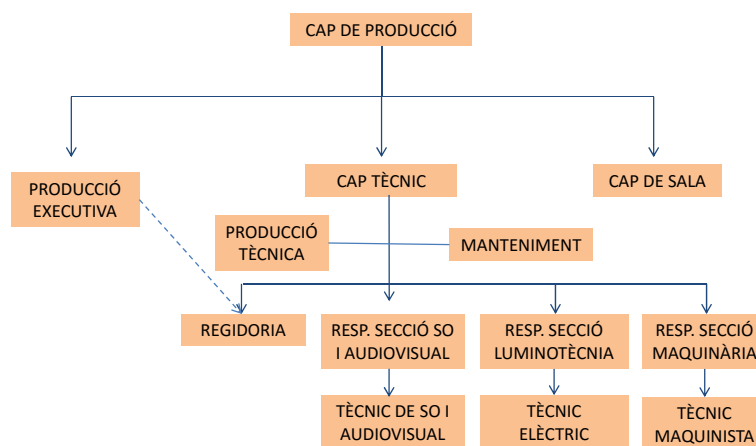 CAP DE PRODUCCIÓ
PRODUCCIÓ
EXECUTIVA
CAP TÈCNIC
CAP DE SALA
PRODUCCIÓ
TÈCNICA
MANTENIMENT
REGIDORIA
RESP. SECCIÓ SO
I AUDIOVISUAL
RESP. SECCIÓ
LUMINOTÈCNIA
RESP. SECCIÓ
MAQUINÀRIA
TÈCNIC DE SO I
AUDIOVISUAL
TÈCNIC
ELÈCTRIC
TÈCNIC
MAQUINISTA